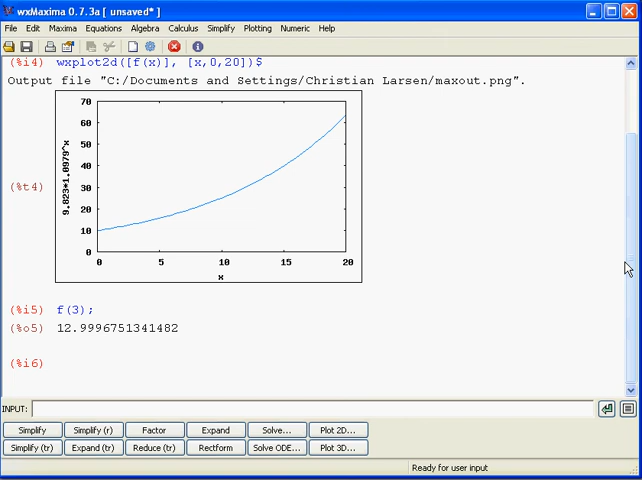 wxMaxima 0.7.3a [ unsaved* ]
File Edit Maxima Equations Algebra Calculus Simplify Plotting Numeric Help
(%i4) wxplot2d([f(x)], [x,0,20])$
Output file "C:/Documents and Settings/Christian Larsen/maxout.png".
(%t4)
70
60
50
40
30
20
10
0
9.823*1.0979^x
0 5 10 15 20
x
(%i5) f(3);
(%o5) 12.9996751341482
(%i6)
INPUT:
Simplify Simplify (r) Factor Expand Solve... Plot 2D...
Simplify (tr) Expand (tr) Reduce (tr) Rectform Solve ODE... Plot 3D...
Ready for user input